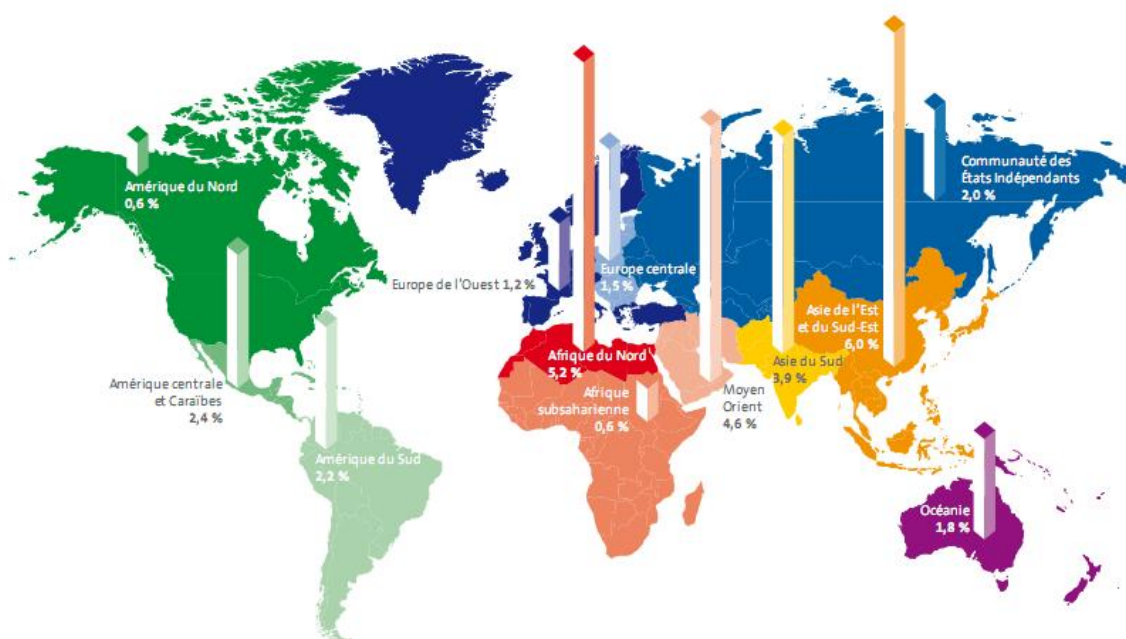 Amérique du Nord
0,6 %
Communauté des
États Indépendants
2,0 %
Europe de l'Ouest 1,2 %
Europe centrale
1,5 %
Asie de l'Est
et du Sud-Est
6,0 %
Afrique du Nord
5,2 %
Asie du Sud
3,9 %
Amérique centrale
et Caraïbes
2,4 %
Afrique
subsaharienne
0,6 %
Moyen
Orient
4,6 %
Amérique du Sud
2,2 %
Océanie
1,8 %